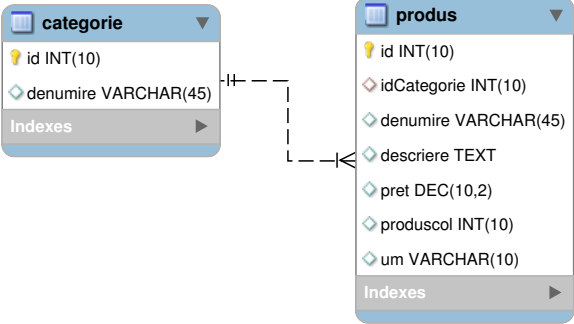 categorie
id INT(10)
denumire VARCHAR(45)
Indexes
produs
id INT(10)
idCategorie INT(10)
denumire VARCHAR(45)
descriere TEXT
pret DEC(10,2)
produscol INT(10)
um VARCHAR(10)
Indexes